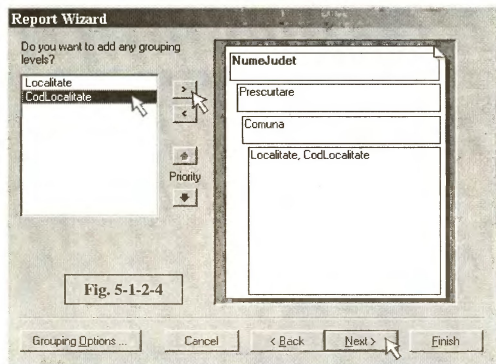 Report Wizard
Do you want to add any grouping
levels?
Localitate
CodLocalitate
>
<
Priority
NumeJudet
Prescurtare
Comuna
Localitate, CodLocalitate
Fig. 5-1-2-4
Grouping Options ...
Cancel
< Back
Next >
Finish